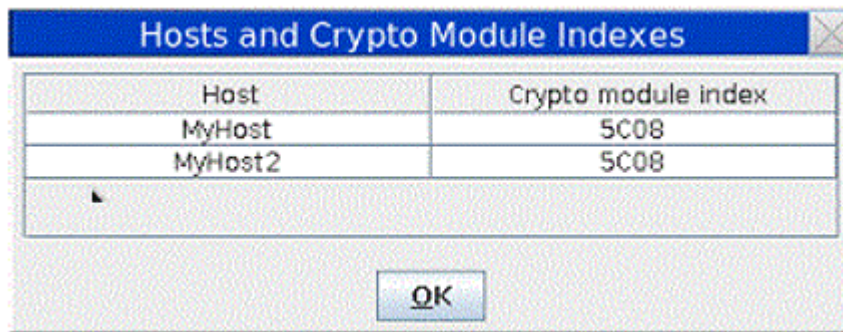 Hosts and Crypto Module Indexes
Host Crypto module index
MyHost 5C08
MyHost2 5C08
OK